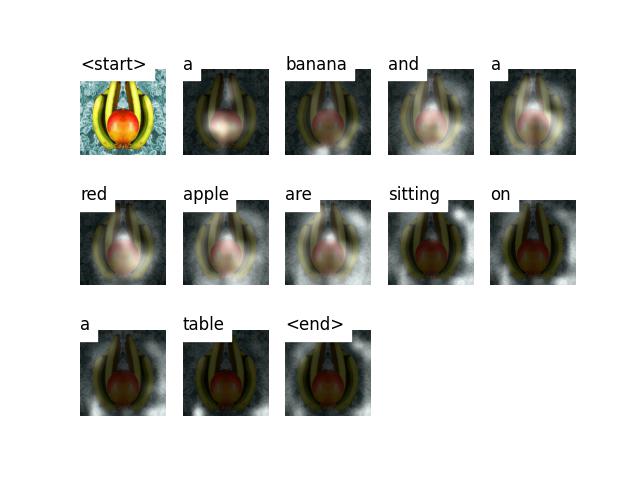 <start> a banana and a
red apple are sitting on
a table <end>